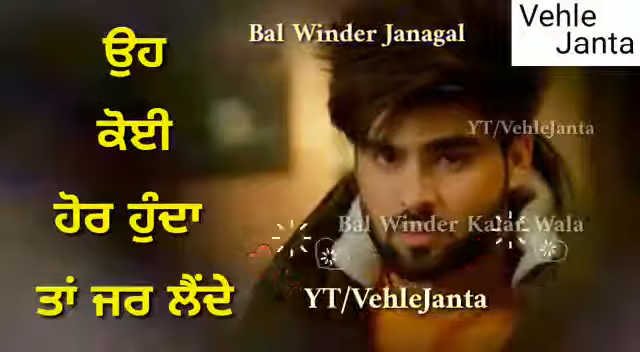 ਉਹ
ਕੋਈ
ਹੋਰ ਹੁੰਦਾ
ਤਾਂ ਜਰ ਲੈਂਦੇ
Bal Winder Janagal
Vehle
Janta
YT/VehleJanta
Bal Winder Kalar Wala
YT/VehleJanta